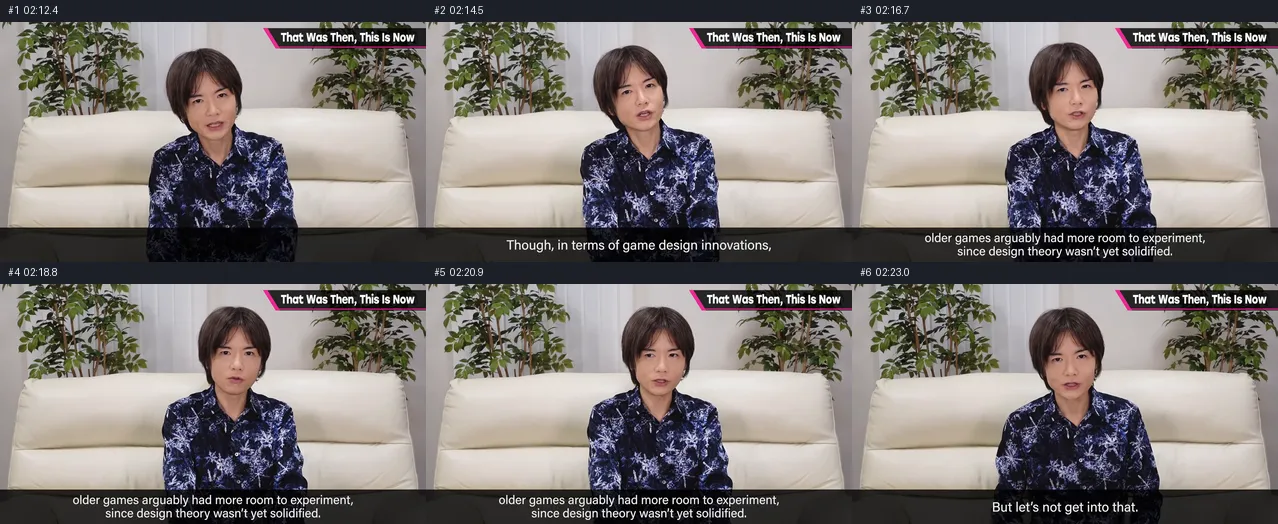 #1 02:12.4
That Was Then, This Is Now
#2 02:14.5
That Was Then, This Is Now
Though, in terms of game design innovations,
#3 02:16.7
That Was Then, This Is Now
older games arguably had more room to experiment,
since design theory wasn't yet solidified.
#4 02:18.8
That Was Then, This Is Now
older games arguably had more room to experiment,
since design theory wasn't yet solidified.
#5 02:20.9
That Was Then, This Is Now
older games arguably had more room to experiment,
since design theory wasn't yet solidified.
#6 02:23.0
That Was Then, This Is Now
But let's not get into that.